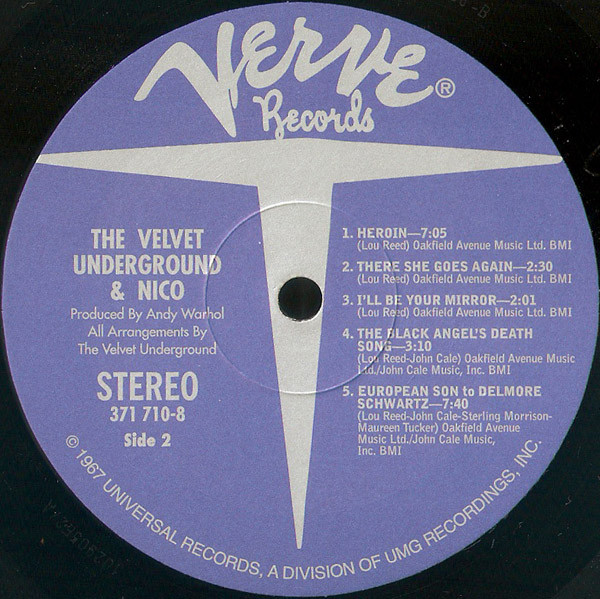 Verve®
Records
THE VELVET
UNDERGROUND
& NICO
Produced By Andy Warhol
All Arrangements By
The Velvet Underground
STEREO
371 710-8
Side 2
1. HEROIN—7:05
(Lou Reed) Oakfield Avenue Music Ltd. BMI
2. THERE SHE GOES AGAIN—2:30
(Lou Reed) Oakfield Avenue Music Ltd. BMI
3. I'LL BE YOUR MIRROR—2:01
(Lou Reed) Oakfield Avenue Music Ltd. BMI
4. THE BLACK ANGEL'S DEATH
SONG—3:10
(Lou Reed-John Cale) Oakfield Avenue Music
Ltd./John Cale Music, Inc. BMI
5. EUROPEAN SON to DELMORE
SCHWARTZ—7:40
(Lou Reed-John Cale-Sterling Morrison-
Maureen Tucker) Oakfield Avenue
Music Ltd./John Cale Music,
Inc. BMI
© 1967 UNIVERSAL RECORDS, A DIVISION OF UMG RECORDINGS, INC.